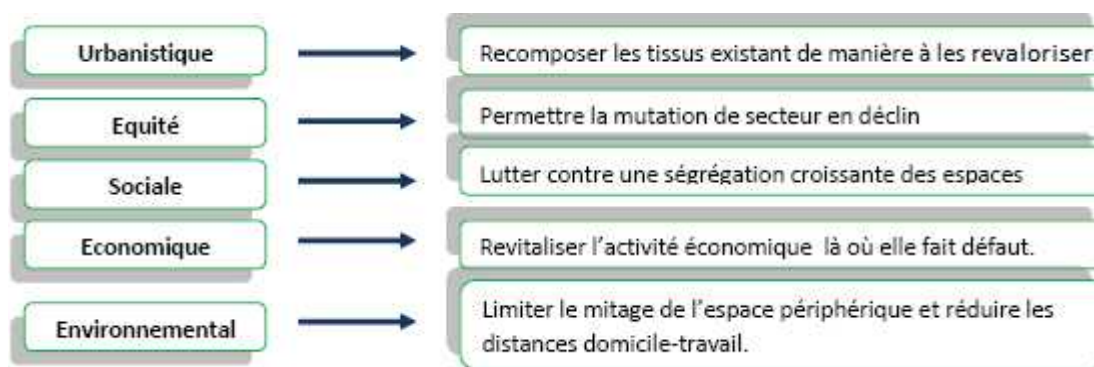 Urbanistique
Recomposer les tissus existant de manière à les revaloriser
Equité
Permettre la mutation de secteur en déclin
Sociale
Lutter contre une ségrégation croissante des espaces
Economique
Revitaliser l'activité économique là où elle fait défaut.
Environnemental
Limiter le mitage de l'espace périphérique et réduire les
distances domicile-travail.